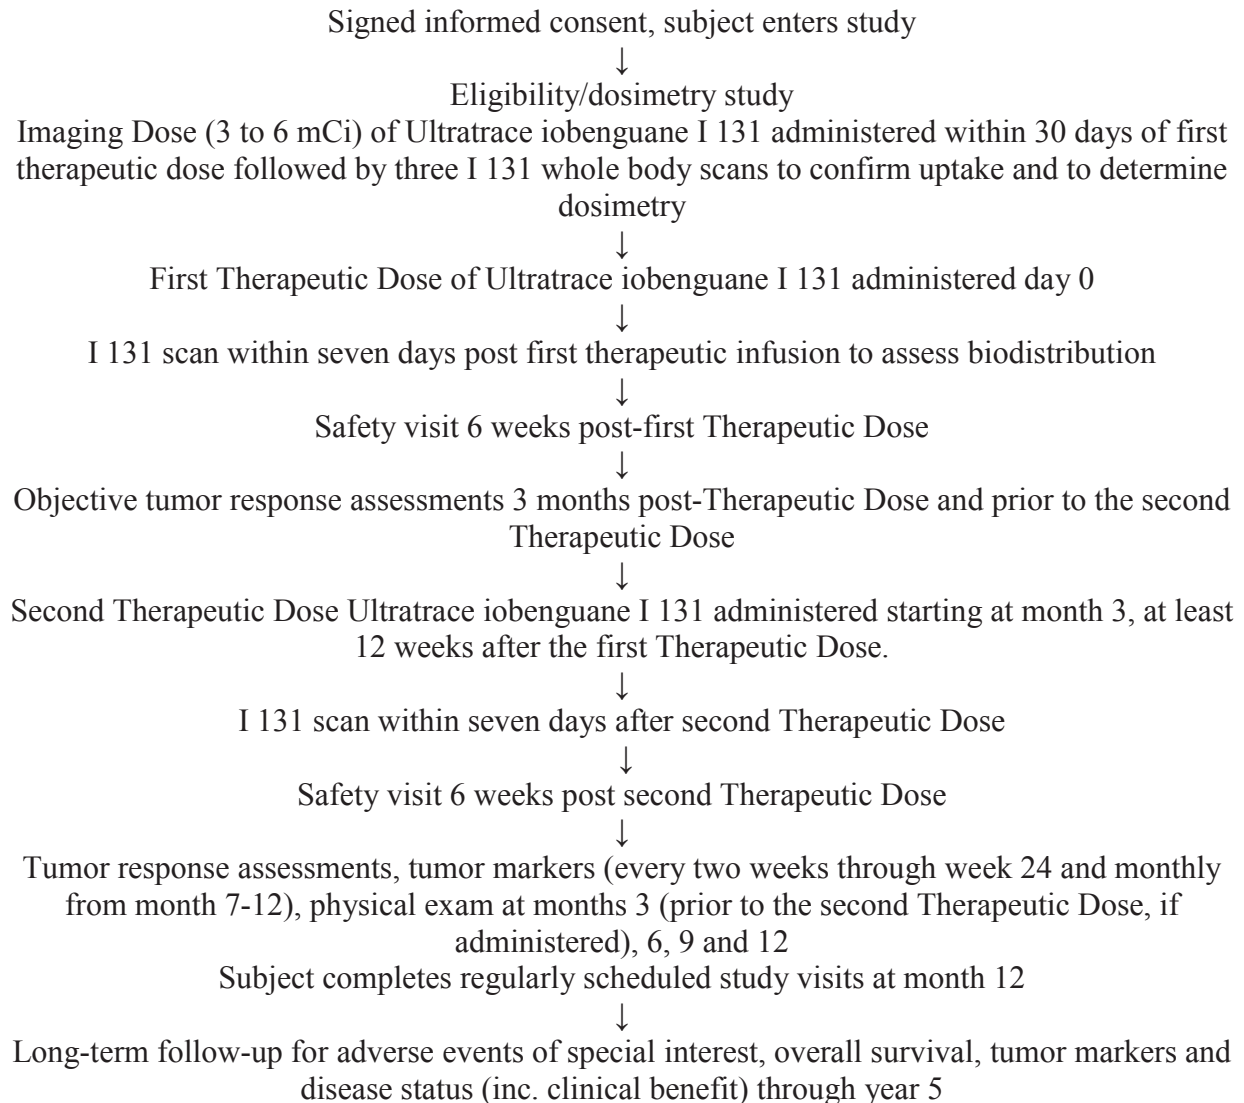 Signed informed consent, subject enters study
↓
Eligibility/dosimetry study
Imaging Dose (3 to 6 mCi) of Ultratrace iobenguane I 131 administered within 30 days of first
therapeutic dose followed by three I 131 whole body scans to confirm uptake and to determine
dosimetry
↓
First Therapeutic Dose of Ultratrace iobenguane I 131 administered day 0
↓
I 131 scan within seven days post first therapeutic infusion to assess biodistribution
↓
Safety visit 6 weeks post-first Therapeutic Dose
↓
Objective tumor response assessments 3 months post-Therapeutic Dose and prior to the second
Therapeutic Dose
↓
Second Therapeutic Dose Ultratrace iobenguane I 131 administered starting at month 3, at least
12 weeks after the first Therapeutic Dose.
↓
I 131 scan within seven days after second Therapeutic Dose
↓
Safety visit 6 weeks post second Therapeutic Dose
↓
Tumor response assessments, tumor markers (every two weeks through week 24 and monthly
from month 7-12), physical exam at months 3 (prior to the second Therapeutic Dose, if
administered), 6, 9 and 12
Subject completes regularly scheduled study visits at month 12
↓
Long-term follow-up for adverse events of special interest, overall survival, tumor markers and
disease status (inc. clinical benefit) through year 5